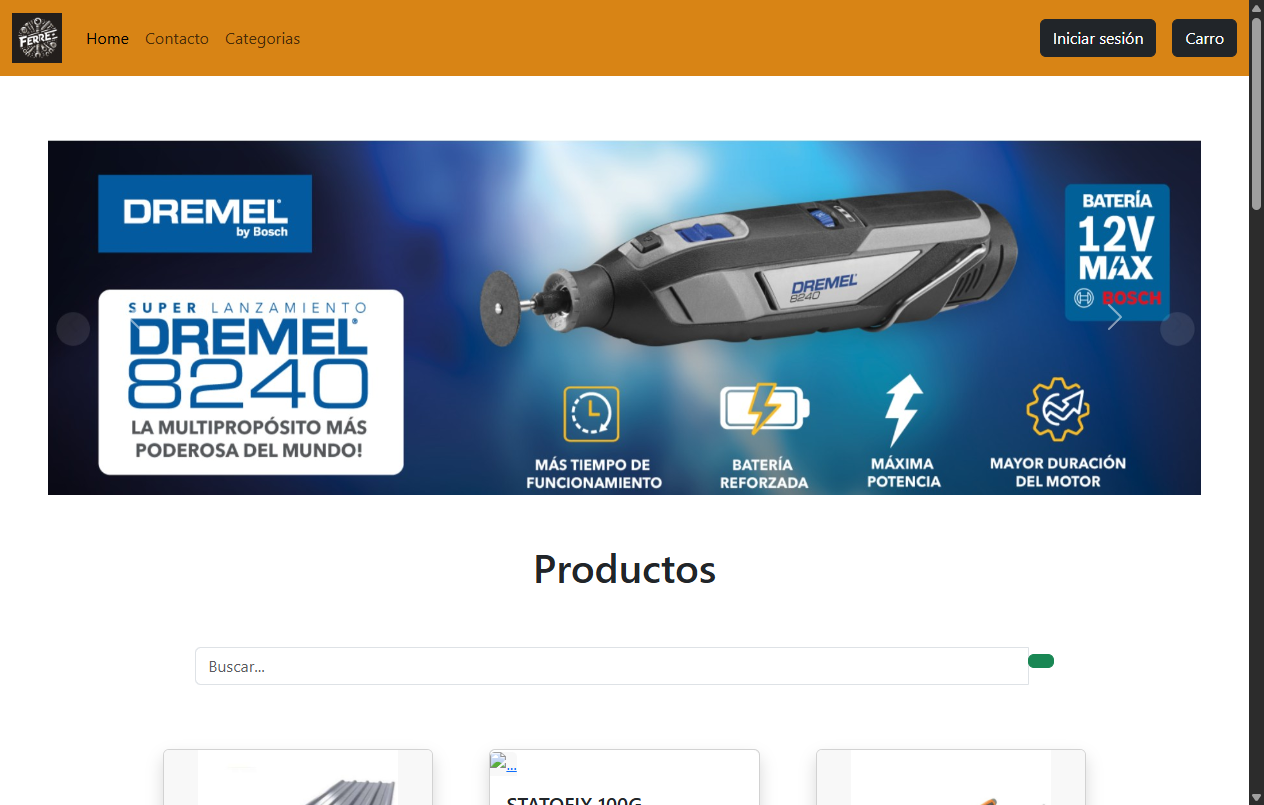 FERRET
Home
Contacto
Categorias
Iniciar sesión
Carro
DREMEL
by Bosch
SUPER LANZAMIENTO
DREMEL
8240
LA MULTIPROPÓSITO MÁS
PODEROSA DEL MUNDO!
DREMEL
8240
BATERÍA
12V
MAX
BOSCH
MÁS TIEMPO DE
FUNCIONAMIENTO
BATERÍA
REFORZADA
MÁXIMA
POTENCIA
MAYOR DURACIÓN
DEL MOTOR
Productos
Buscar...
...
STATOFIX 100G